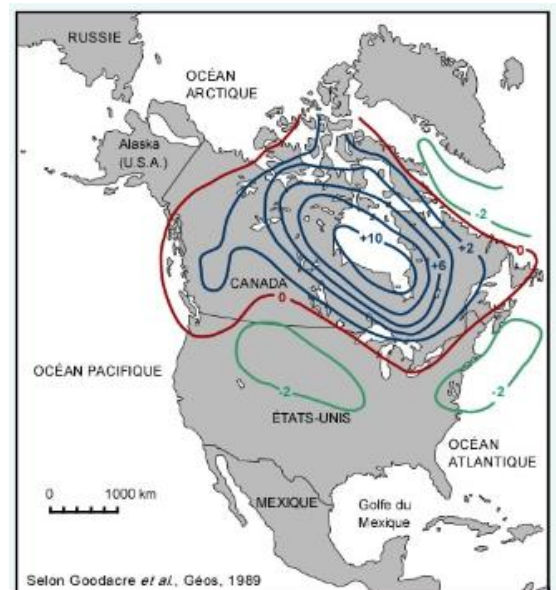 RUSSIE
OCÉAN
ARCTIQUE
Alaska
(U.S.A.)
-2
0
+10
+2
+6
CANADA
0
OCÉAN PACIFIQUE
-2
-2
ÉTATS-UNIS
OCÉAN
ATLANTIQUE
0 1000 km
MEXIQUE
Golfe du
Mexique
Selon Goodacre et al., Géos, 1989